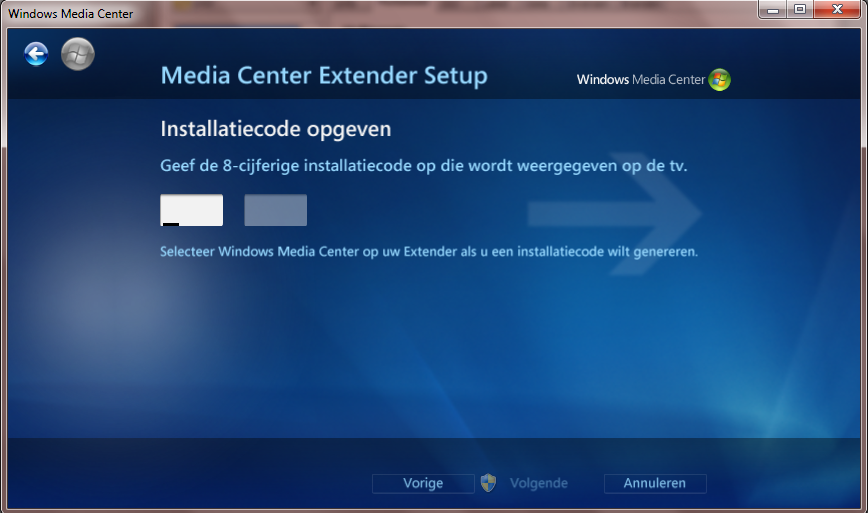 Windows Media Center
Media Center Extender Setup
Windows Media Center
Installatiecode opgeven
Geef de 8-cijferige installatiecode op die wordt weergegeven op de tv.
Selecteer Windows Media Center op uw Extender als u een installatiecode wilt genereren.
Vorige
Volgende
Annuleren